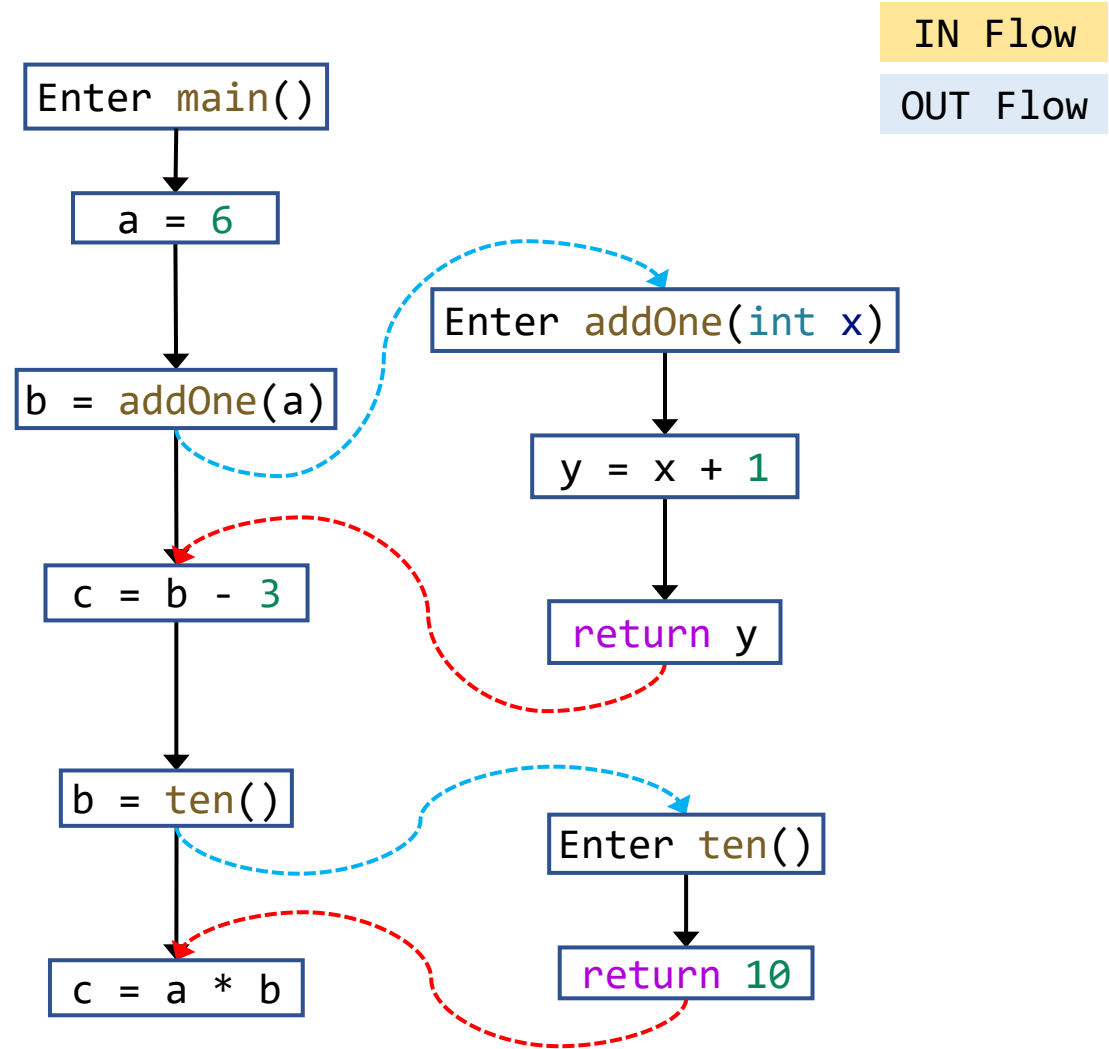 IN Flow
OUT Flow
Enter main()
a = 6
b = addOne(a)
c = b - 3
b = ten()
c = a * b
Enter addOne(int x)
y = x + 1
return y
Enter ten()
return 10